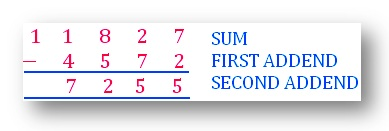 1 1 8 2 7 SUM
− 4 5 7 2 FIRST ADDEND
7 2 5 5 SECOND ADDEND